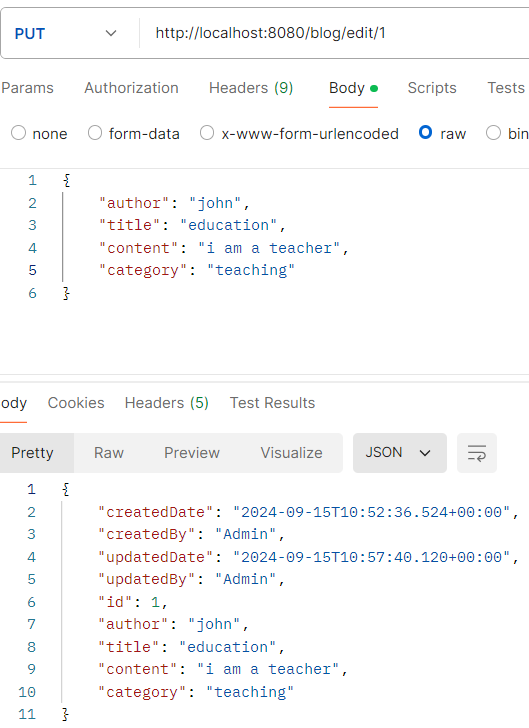 PUT http://localhost:8080/blog/edit/1
Params Authorization Headers (9) Body Scripts Tests
none form-data x-www-form-urlencoded raw bin
1 {
2 "author": "john",
3 "title": "education",
4 "content": "i am a teacher",
5 "category": "teaching"
6 }
ody Cookies Headers (5) Test Results
Pretty Raw Preview Visualize JSON
1 {
2 "createdDate": "2024-09-15T10:52:36.524+00:00",
3 "createdBy": "Admin",
4 "updatedDate": "2024-09-15T10:57:40.120+00:00",
5 "updatedBy": "Admin",
6 "id": 1,
7 "author": "john",
8 "title": "education",
9 "content": "i am a teacher",
10 "category": "teaching"
11 }